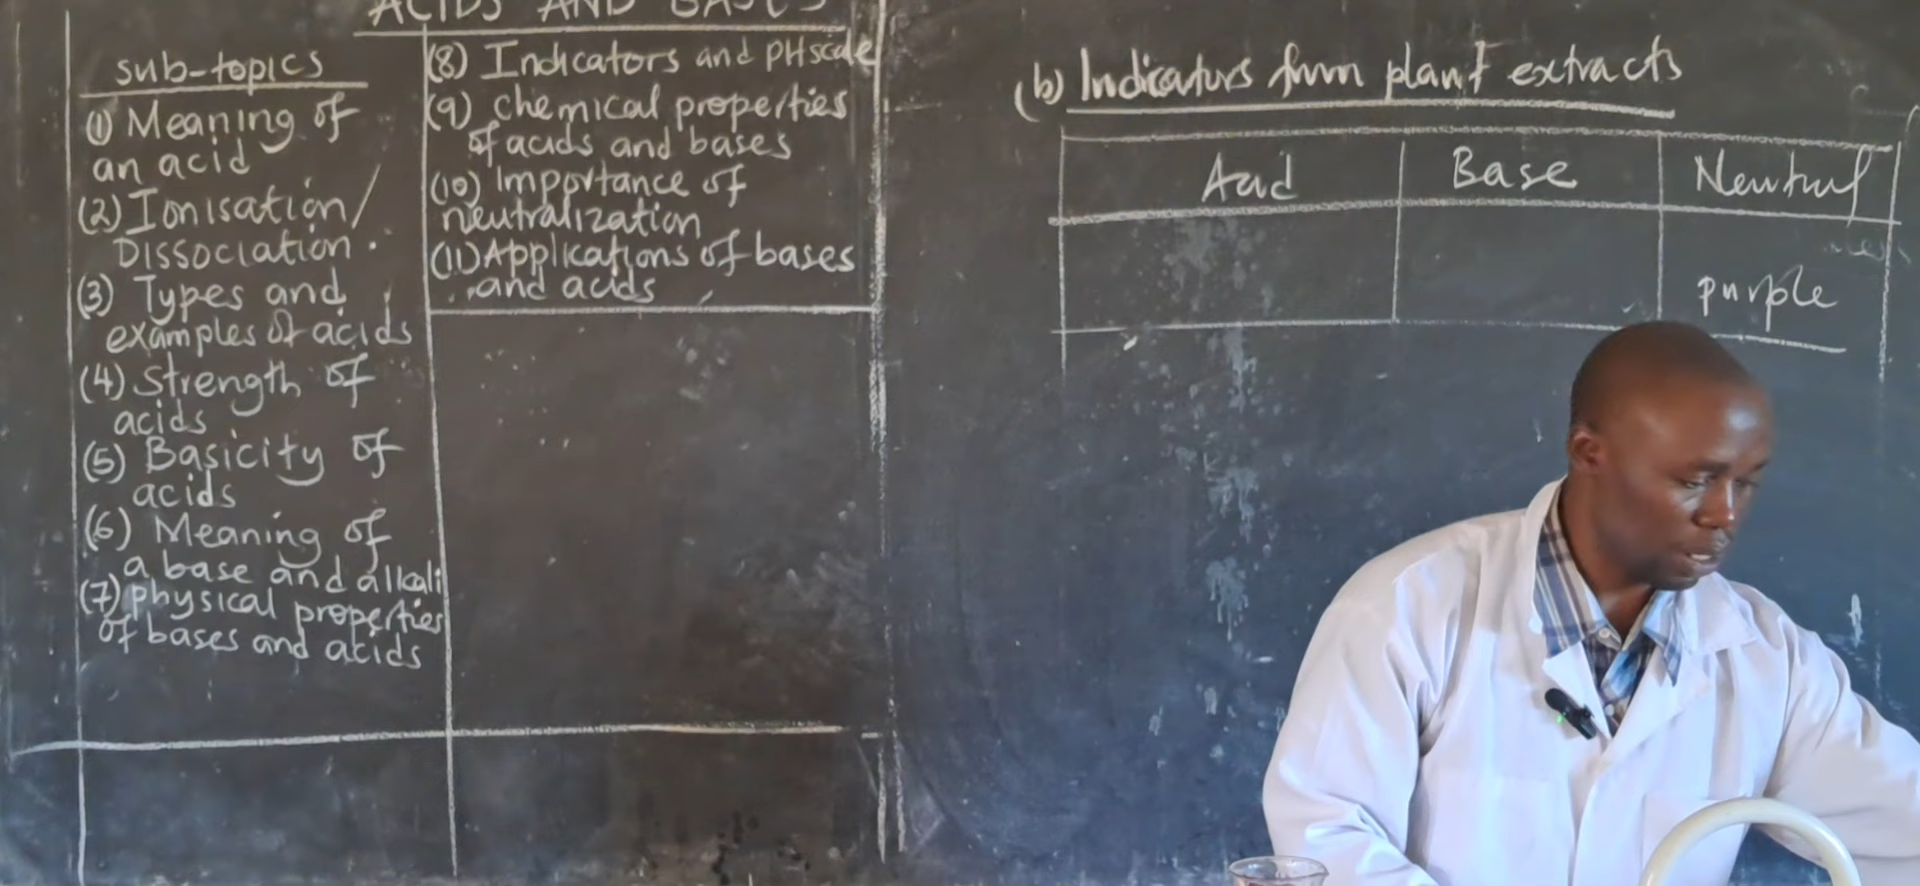 ACIDS AND BASES
sub-topics
(1) Meaning of
an acid
(2) Ionisation/
Dissociation.
(3) Types and
examples of acids
(4) Strength of
acids
(5) Basicity of
acids
(6) Meaning of
a base and alkali
(7) physical properties
of bases and acids
(8) Indicators and PH scale
(9) chemical properties
of acids and bases
(10) Importance of
neutralization
(11) Applications of bases
and acids
(b) Indicators from plant extracts
Acid Base Neutral
purple